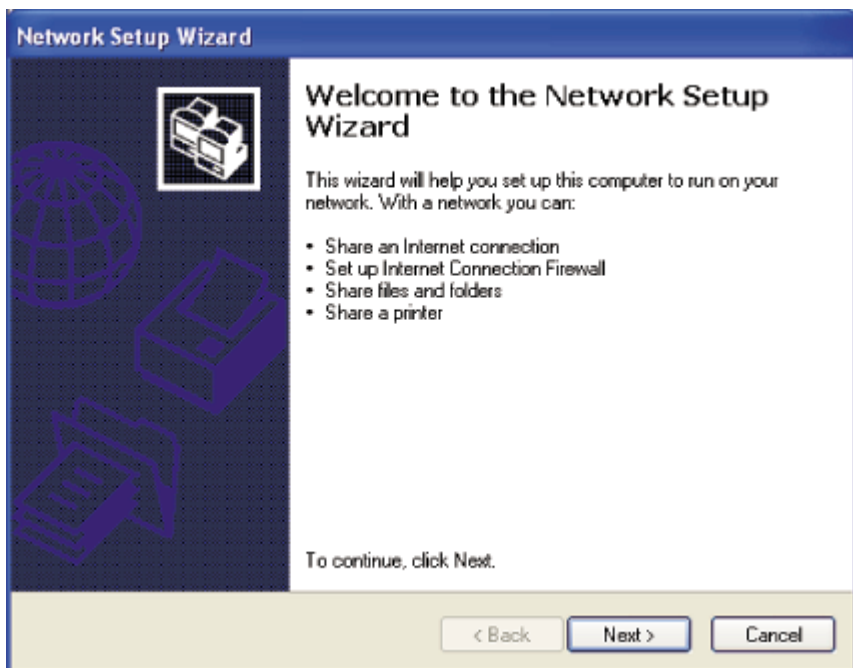 Network Setup Wizard
Welcome to the Network Setup
Wizard
This wizard will help you set up this computer to run on your
network. With a network you can:
• Share an Internet connection
• Set up Internet Connection Firewall
• Share files and folders
• Share a printer
To continue, click Next.
< Back
Next >
Cancel